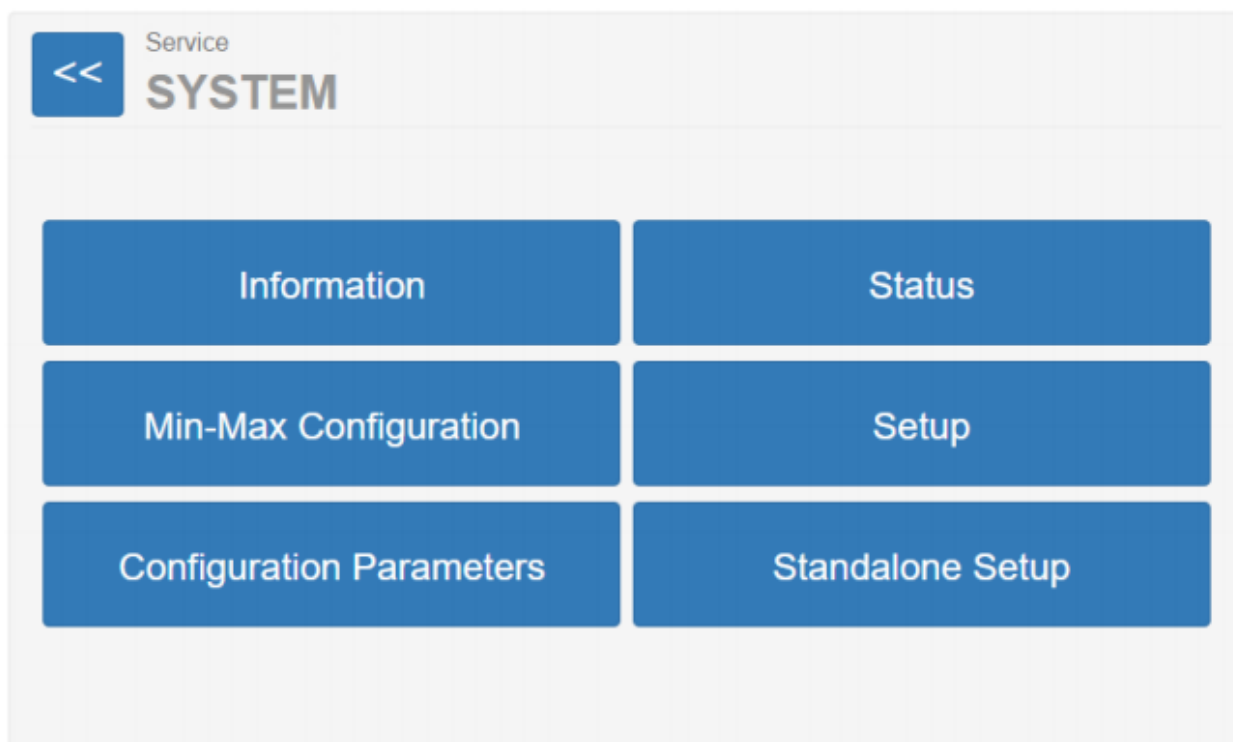 <<
Service
SYSTEM
Information
Status
Min-Max Configuration
Setup
Configuration Parameters
Standalone Setup